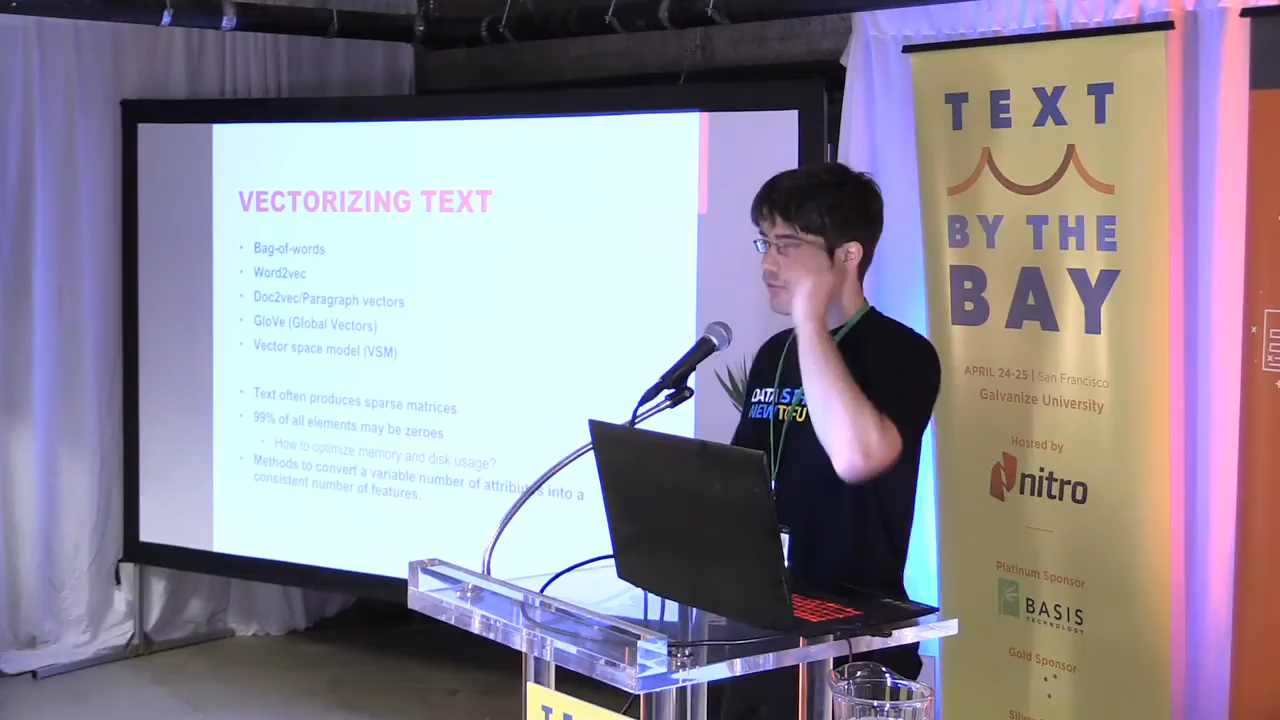 VECTORIZING TEXT
• Bag-of-words
• Word2vec
• Doc2vec/Paragraph vectors
• GloVe (Global Vectors)
• Vector space model (VSM)
• Text often produces sparse matrices
• 99% of all elements may be zeroes
• How to optimize memory and disk usage?
• Methods to convert a variable number of attributes into a
consistent number of features.
TEXT
BY THE
BAY
APRIL 24-25 | San Francisco
Galvanize University
Hosted by
nitro
Platinum Sponsor
BASIS
TECHNOLOGY
Gold Sponsor
DATA
NEW